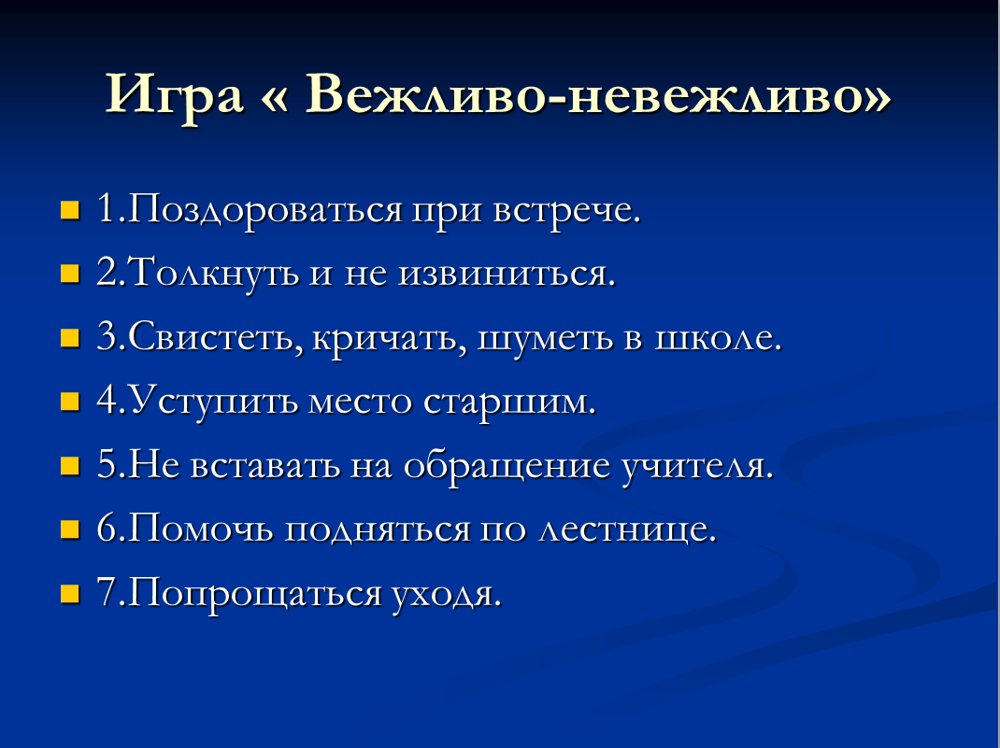 Игра « Вежливо-невежливо»
1.Поздороваться при встрече.
2.Толкнуть и не извиниться.
3.Свистеть, кричать, шуметь в школе.
4.Уступить место старшим.
5.Не вставать на обращение учителя.
6.Помочь подняться по лестнице.
7.Попрощаться уходя.